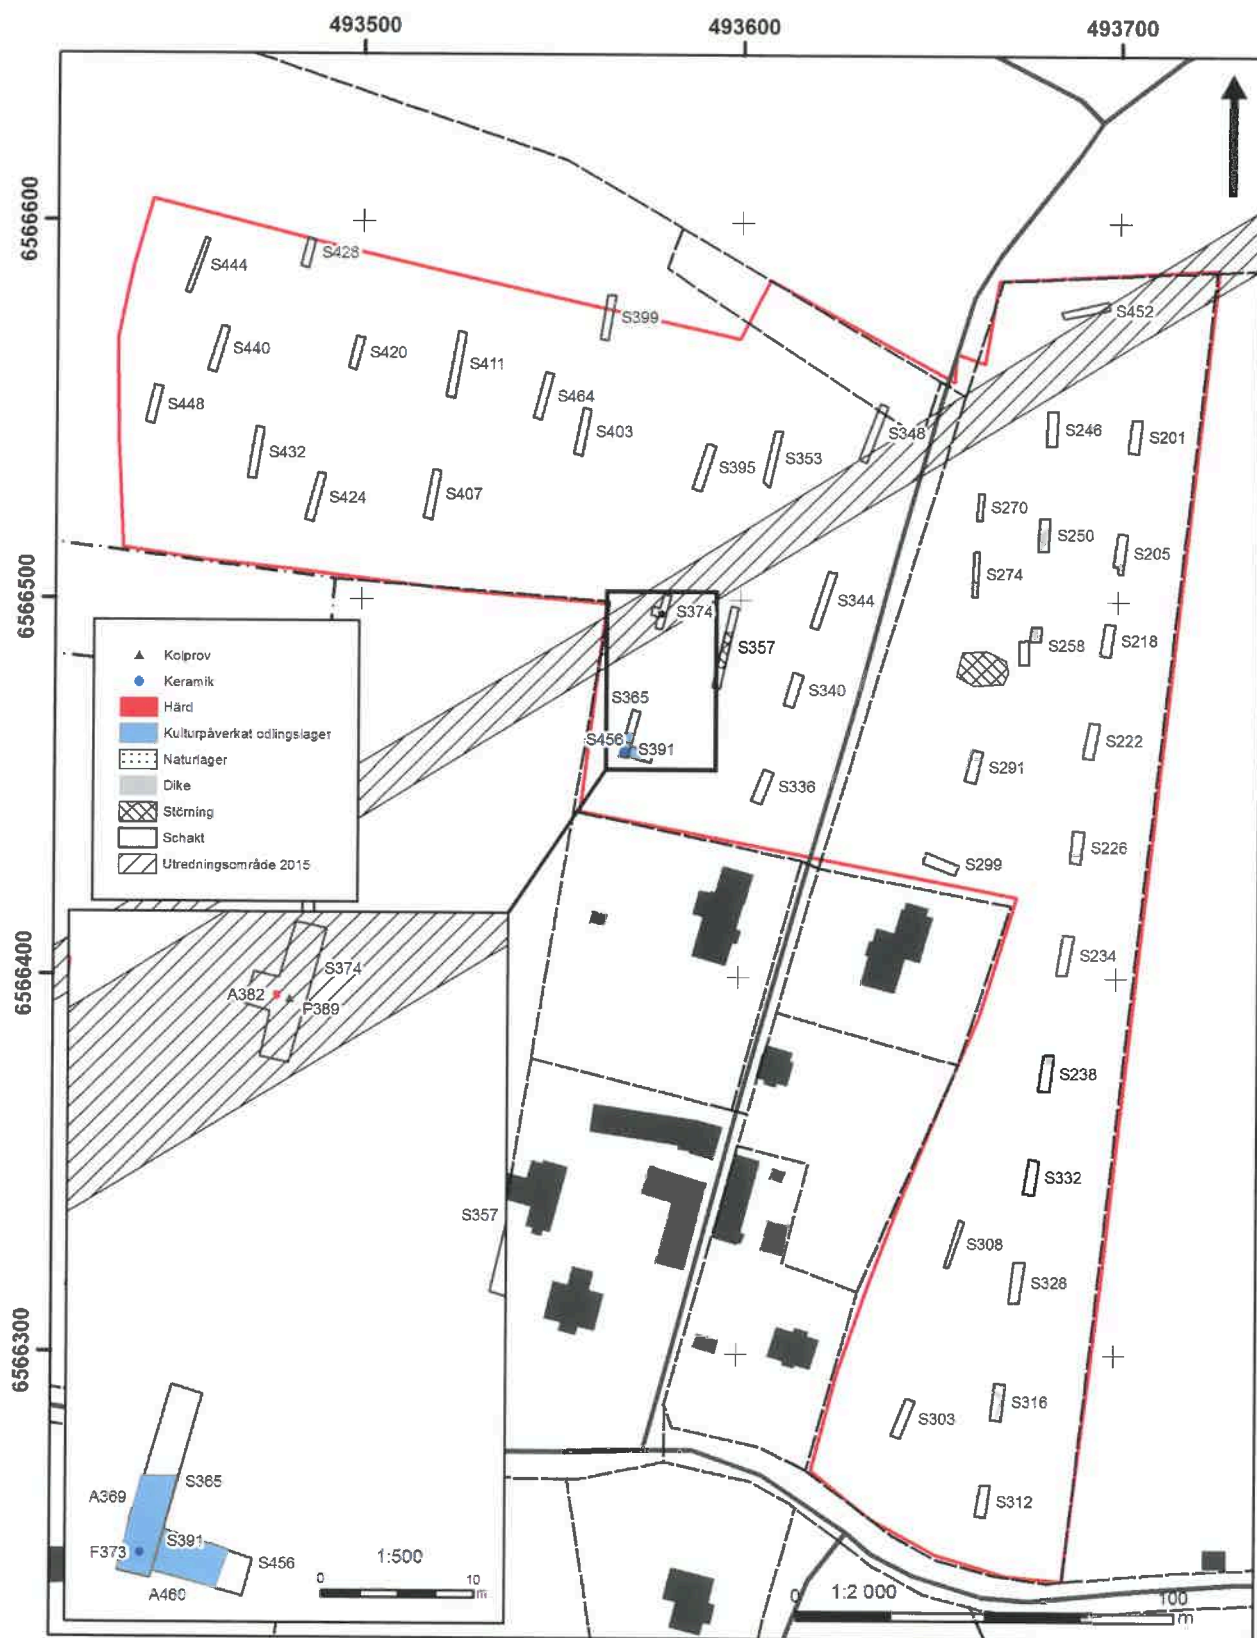 493500
493600
493700
6566600
6566500
6566400
6566300
S444
S428
S399
S452
S440
S420
S411
S464
S448
S403
S348
S246
S201
S432
S395
S353
S424
S407
S270
S250
S205
S274
S374
S344
S357
S258
S218
S340
S365
S456
S391
S222
S336
S291
S226
S299
S234
S238
S332
S308
S328
S316
S303
S312
Kolprov
Keramik
Härd
Kulturpåverkat odlingslager
Naturlager
Dike
Störning
Schakt
Utredningsområde 2015
S374
A382
P389
S357
S365
A369
S391
F373
S456
A460
1:500
0
10
m
1:2 000
0
100
m